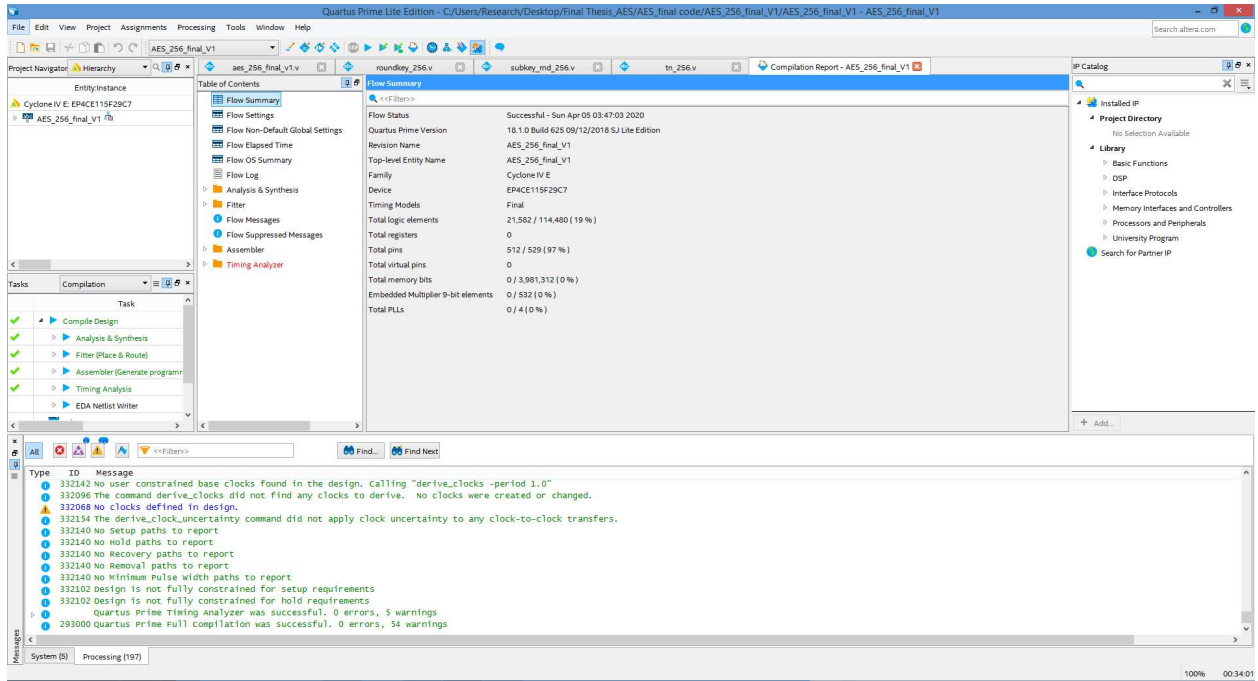 Quartus Prime Lite Edition - C:/Users/Research/Desktop/Final Thesis_AES/AES_final code/AES_256_final_V1/AES_256_final_V1 - AES_256_final_V1
File Edit View Project Assignments Processing Tools Window Help
Search altera.com
AES_256_final_V1
Project Navigator Hierarchy
aes_256_final_v1.v
roundkey_256.v
subkey_rnd_256.v
tn_256.v
Compilation Report - AES_256_final_V1
IP Catalog
Entity:Instance
Cyclone IV E: EP4CE115F29C7
AES_256_final_V1
Table of Contents
Flow Summary
Flow Settings
Flow Non-Default Global Settings
Flow Elapsed Time
Flow OS Summary
Flow Log
Analysis & Synthesis
Fitter
Flow Messages
Flow Suppressed Messages
Assembler
Timing Analyzer
Flow Summary
<<Filter>>
Flow Status Successful - Sun Apr 05 03:47:03 2020
Quartus Prime Version 18.1.0 Build 625 09/12/2018 SJ Lite Edition
Revision Name AES_256_final_V1
Top-level Entity Name AES_256_final_V1
Family Cyclone IV E
Device EP4CE115F29C7
Timing Models Final
Total logic elements 21,582 / 114,480 ( 19 % )
Total registers 0
Total pins 512 / 529 ( 97 % )
Total virtual pins 0
Total memory bits 0 / 3,981,312 ( 0 % )
Embedded Multiplier 9-bit elements 0 / 532 ( 0 % )
Total PLLs 0 / 4 ( 0 % )
Installed IP
Project Directory
No Selection Available
Library
Basic Functions
DSP
Interface Protocols
Memory Interfaces and Controllers
Processors and Peripherals
University Program
Search for Partner IP
+ Add...
Tasks Compilation
Task
Compile Design
Analysis & Synthesis
Fitter (Place & Route)
Assembler (Generate programm
Timing Analysis
EDA Netlist Writer
All
<<Filter>>
Find... Find Next
Type ID Message
332142 No user constrained base clocks found in the design. Calling "derive_clocks -period 1.0"
332096 The command derive_clocks did not find any clocks to derive. No clocks were created or changed.
332068 No clocks defined in design.
332154 The derive_clock_uncertainty command did not apply clock uncertainty to any clock-to-clock transfers.
332140 No Setup paths to report
332140 No Hold paths to report
332140 No Recovery paths to report
332140 No Removal paths to report
332140 No Minimum Pulse Width paths to report
332102 Design is not fully constrained for setup requirements
332102 Design is not fully constrained for hold requirements
Quartus Prime Timing Analyzer was successful. 0 errors, 5 warnings
293000 Quartus Prime Full Compilation was successful. 0 errors, 54 warnings
Messages
System (5) Processing (197)
100% 00:34:01